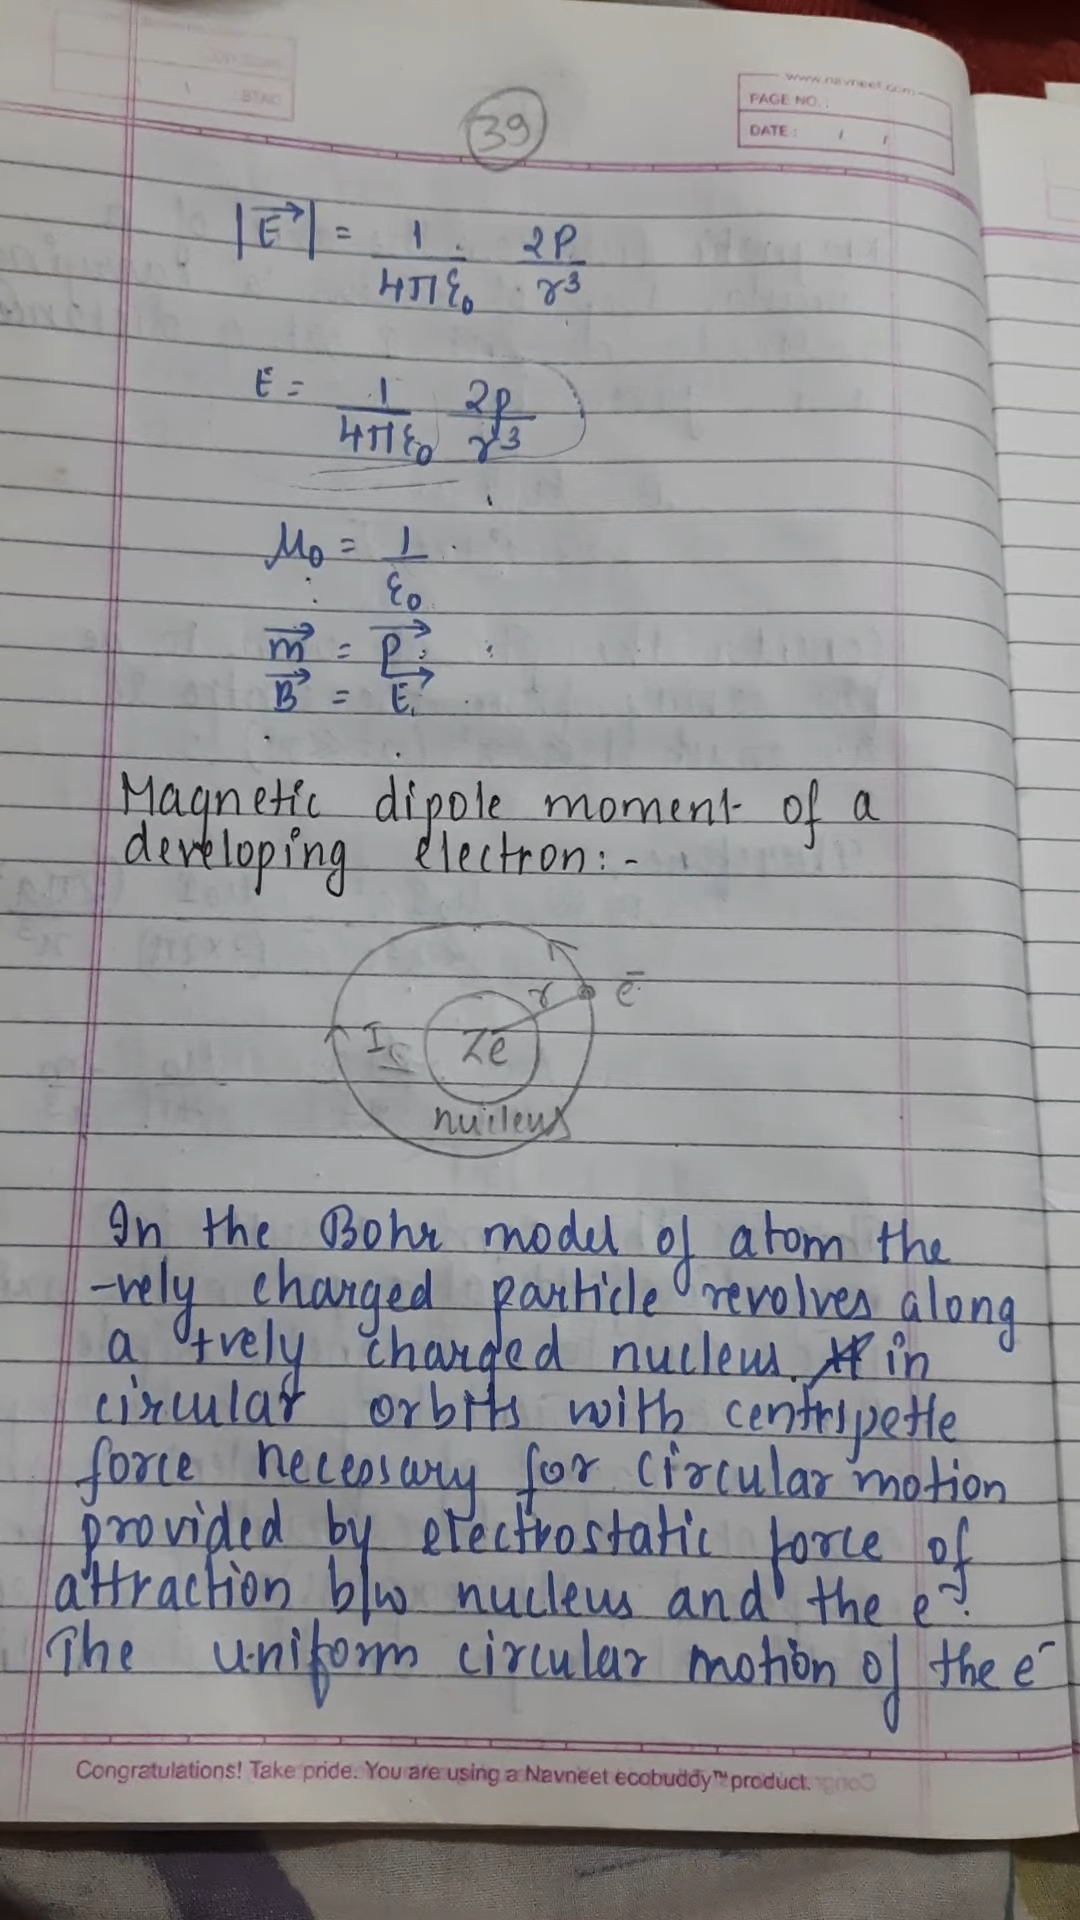 www.navneet.com
PAGE NO. :
DATE : / /
39
|E→| = 1/4πε₀ . 2P/r³
E = 1/4πε₀ 2p/r³
μ₀ = 1/ε₀
m→ = P→
B→ = E→
Magnetic dipole moment of a
developing electron:-
r e⁻
I Ze
nucleus
In the Bohr model of atom the
-vely charged particle revolves along
a +vely charged nucleus. in
circular orbits with centripetle
force necessary for circular motion
provided by electrostatic force of
attraction b/w nucleus and the e⁻.
The uniform circular motion of the e⁻
Congratulations! Take pride. You are using a Navneet ecobuddy™ product.